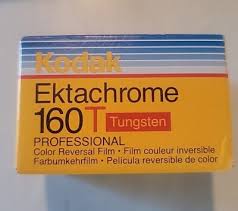 Kodak
Ektachrome
160T Tungsten
PROFESSIONAL
Color Reversal Film • Film couleur inversible
Farbumkehrfilm • Película reversible de color